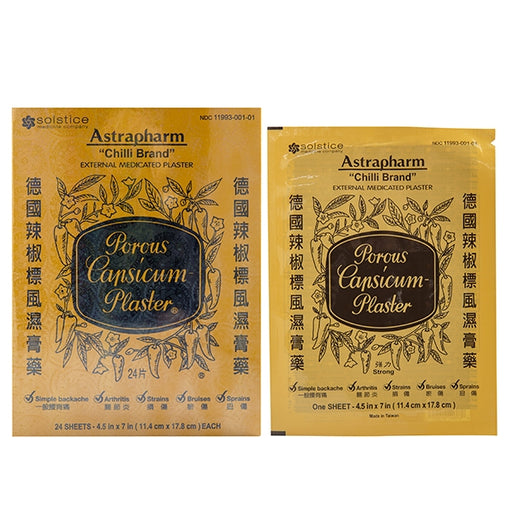 solstice
medicine company
NDC 11993-001-01
Astrapharm
"Chilli Brand"
EXTERNAL MEDICATED PLASTER
德國辣椒標風濕膏藥
德國辣椒標風濕膏藥
Porous
Capsicum
Plaster®
24片
®
Simple backache
一般腰背痛
Arthritis
關節炎
Strains
損傷
Bruises
瘀傷
Sprains
扭傷
24 SHEETS - 4.5 in x 7 in ( 11.4 cm x 17.8 cm ) EACH
solstice
medicine company
NDC 11993-001-01
Astrapharm
"Chilli Brand"
EXTERNAL MEDICATED PLASTER
德國辣椒標風濕膏藥
德國辣椒標風濕膏藥
Porous
Capsicum-
Plaster
強力
Strong
Simple backache
一般腰背痛
Arthritis
關節炎
Strains
損傷
Bruises
瘀傷
Sprains
扭傷
One SHEET - 4.5 in x 7 in ( 11.4 cm x 17.8 cm )
Made in Taiwan